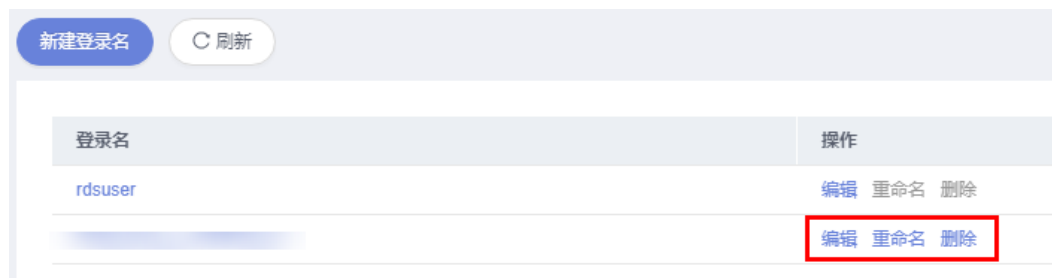 新建登录名 刷新
登录名 操作
rdsuser 编辑 重命名 删除
编辑 重命名 删除